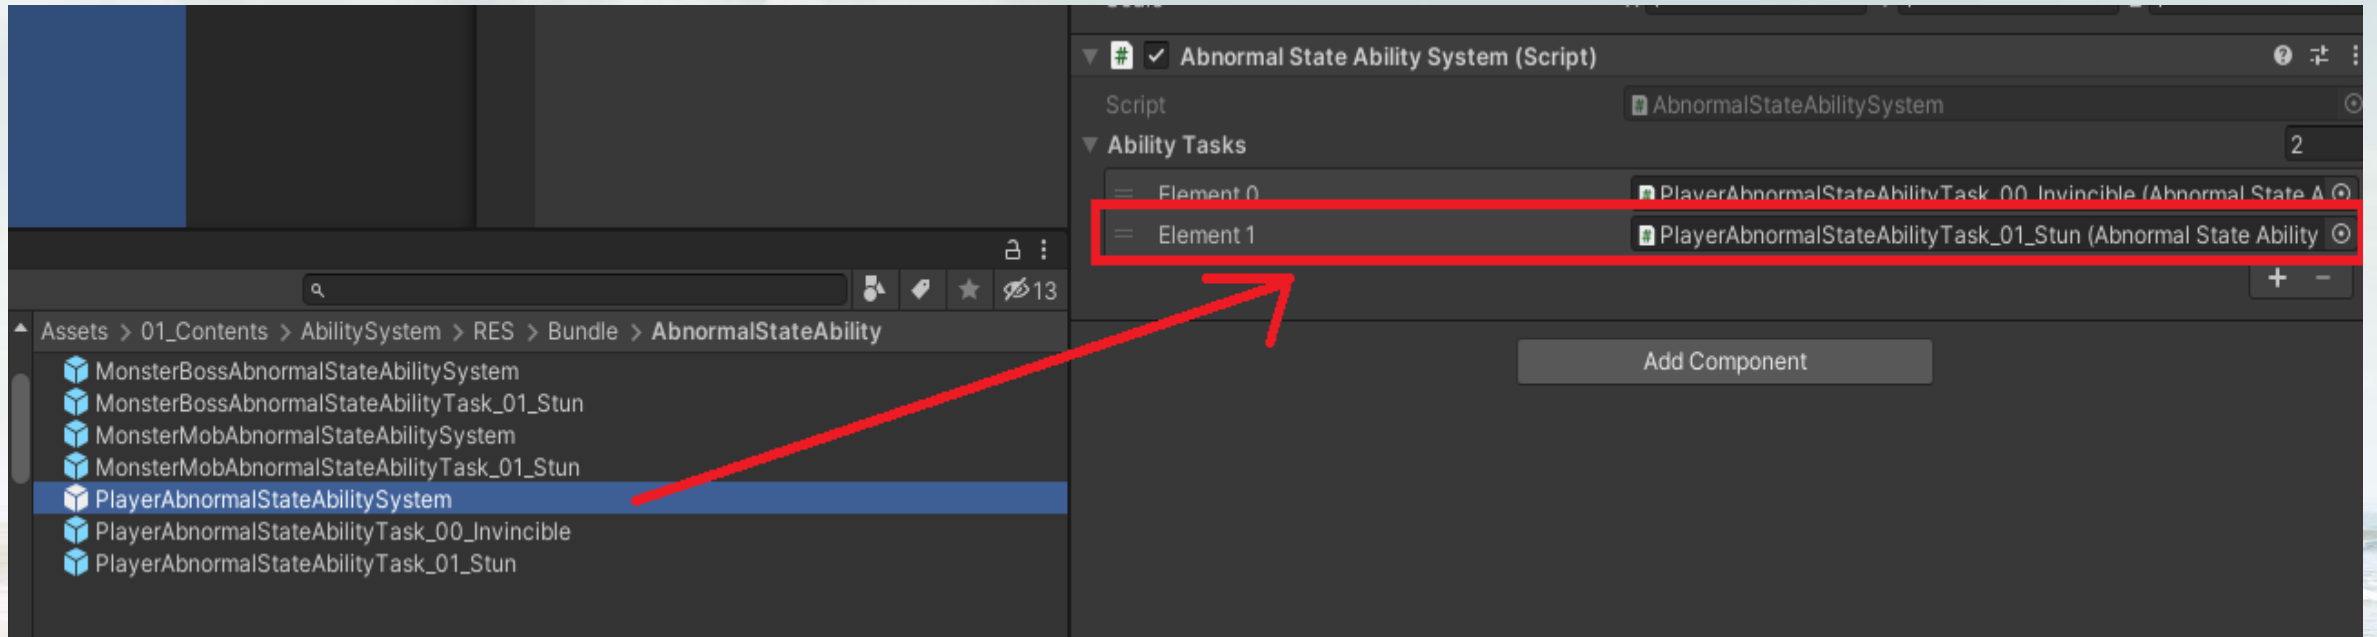 Abnormal State Ability System (Script)
Script AbnormalStateAbilitySystem
Ability Tasks 2
Element 0 PlayerAbnormalStateAbilityTask_00_Invincible (Abnormal State A
Element 1 PlayerAbnormalStateAbilityTask_01_Stun (Abnormal State Ability
+ -
Add Component
13
Assets > 01_Contents > AbilitySystem > RES > Bundle > AbnormalStateAbility
MonsterBossAbnormalStateAbilitySystem
MonsterBossAbnormalStateAbilityTask_01_Stun
MonsterMobAbnormalStateAbilitySystem
MonsterMobAbnormalStateAbilityTask_01_Stun
PlayerAbnormalStateAbilitySystem
PlayerAbnormalStateAbilityTask_00_Invincible
PlayerAbnormalStateAbilityTask_01_Stun